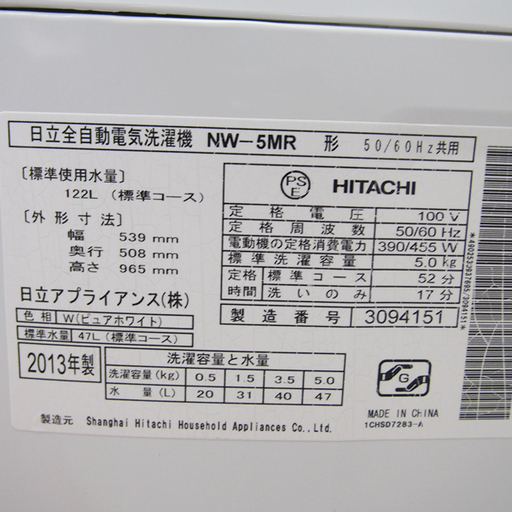 日立全自動電気洗濯機 NW-5MR 形 50/60Hz共用
〔標準使用水量〕
122L (標準コース)
〔外形寸法〕
幅 539 mm
奥行 508 mm
高さ 965 mm
日立アプライアンス(株)
色相 W(ピュアホワイト)
標準水量 47L (標準コース)
PSE HITACHI
定格電圧 100 V
定格周波数 50/60 Hz
電動機の定格消費電力 390/455 W
標準洗濯容量 5.0 kg
定格時間 標準コース 52分
洗いのみ 17分
製造番号 3094151
2013年製
洗濯容量と水量
洗濯容量(kg) 0.5 1.5 3.5 5.0
水量(L) 20 31 40 47
G
MADE IN CHINA
1CHSD7283-A
製造元 Shanghai Hitachi Household Appliances Co.,Ltd.